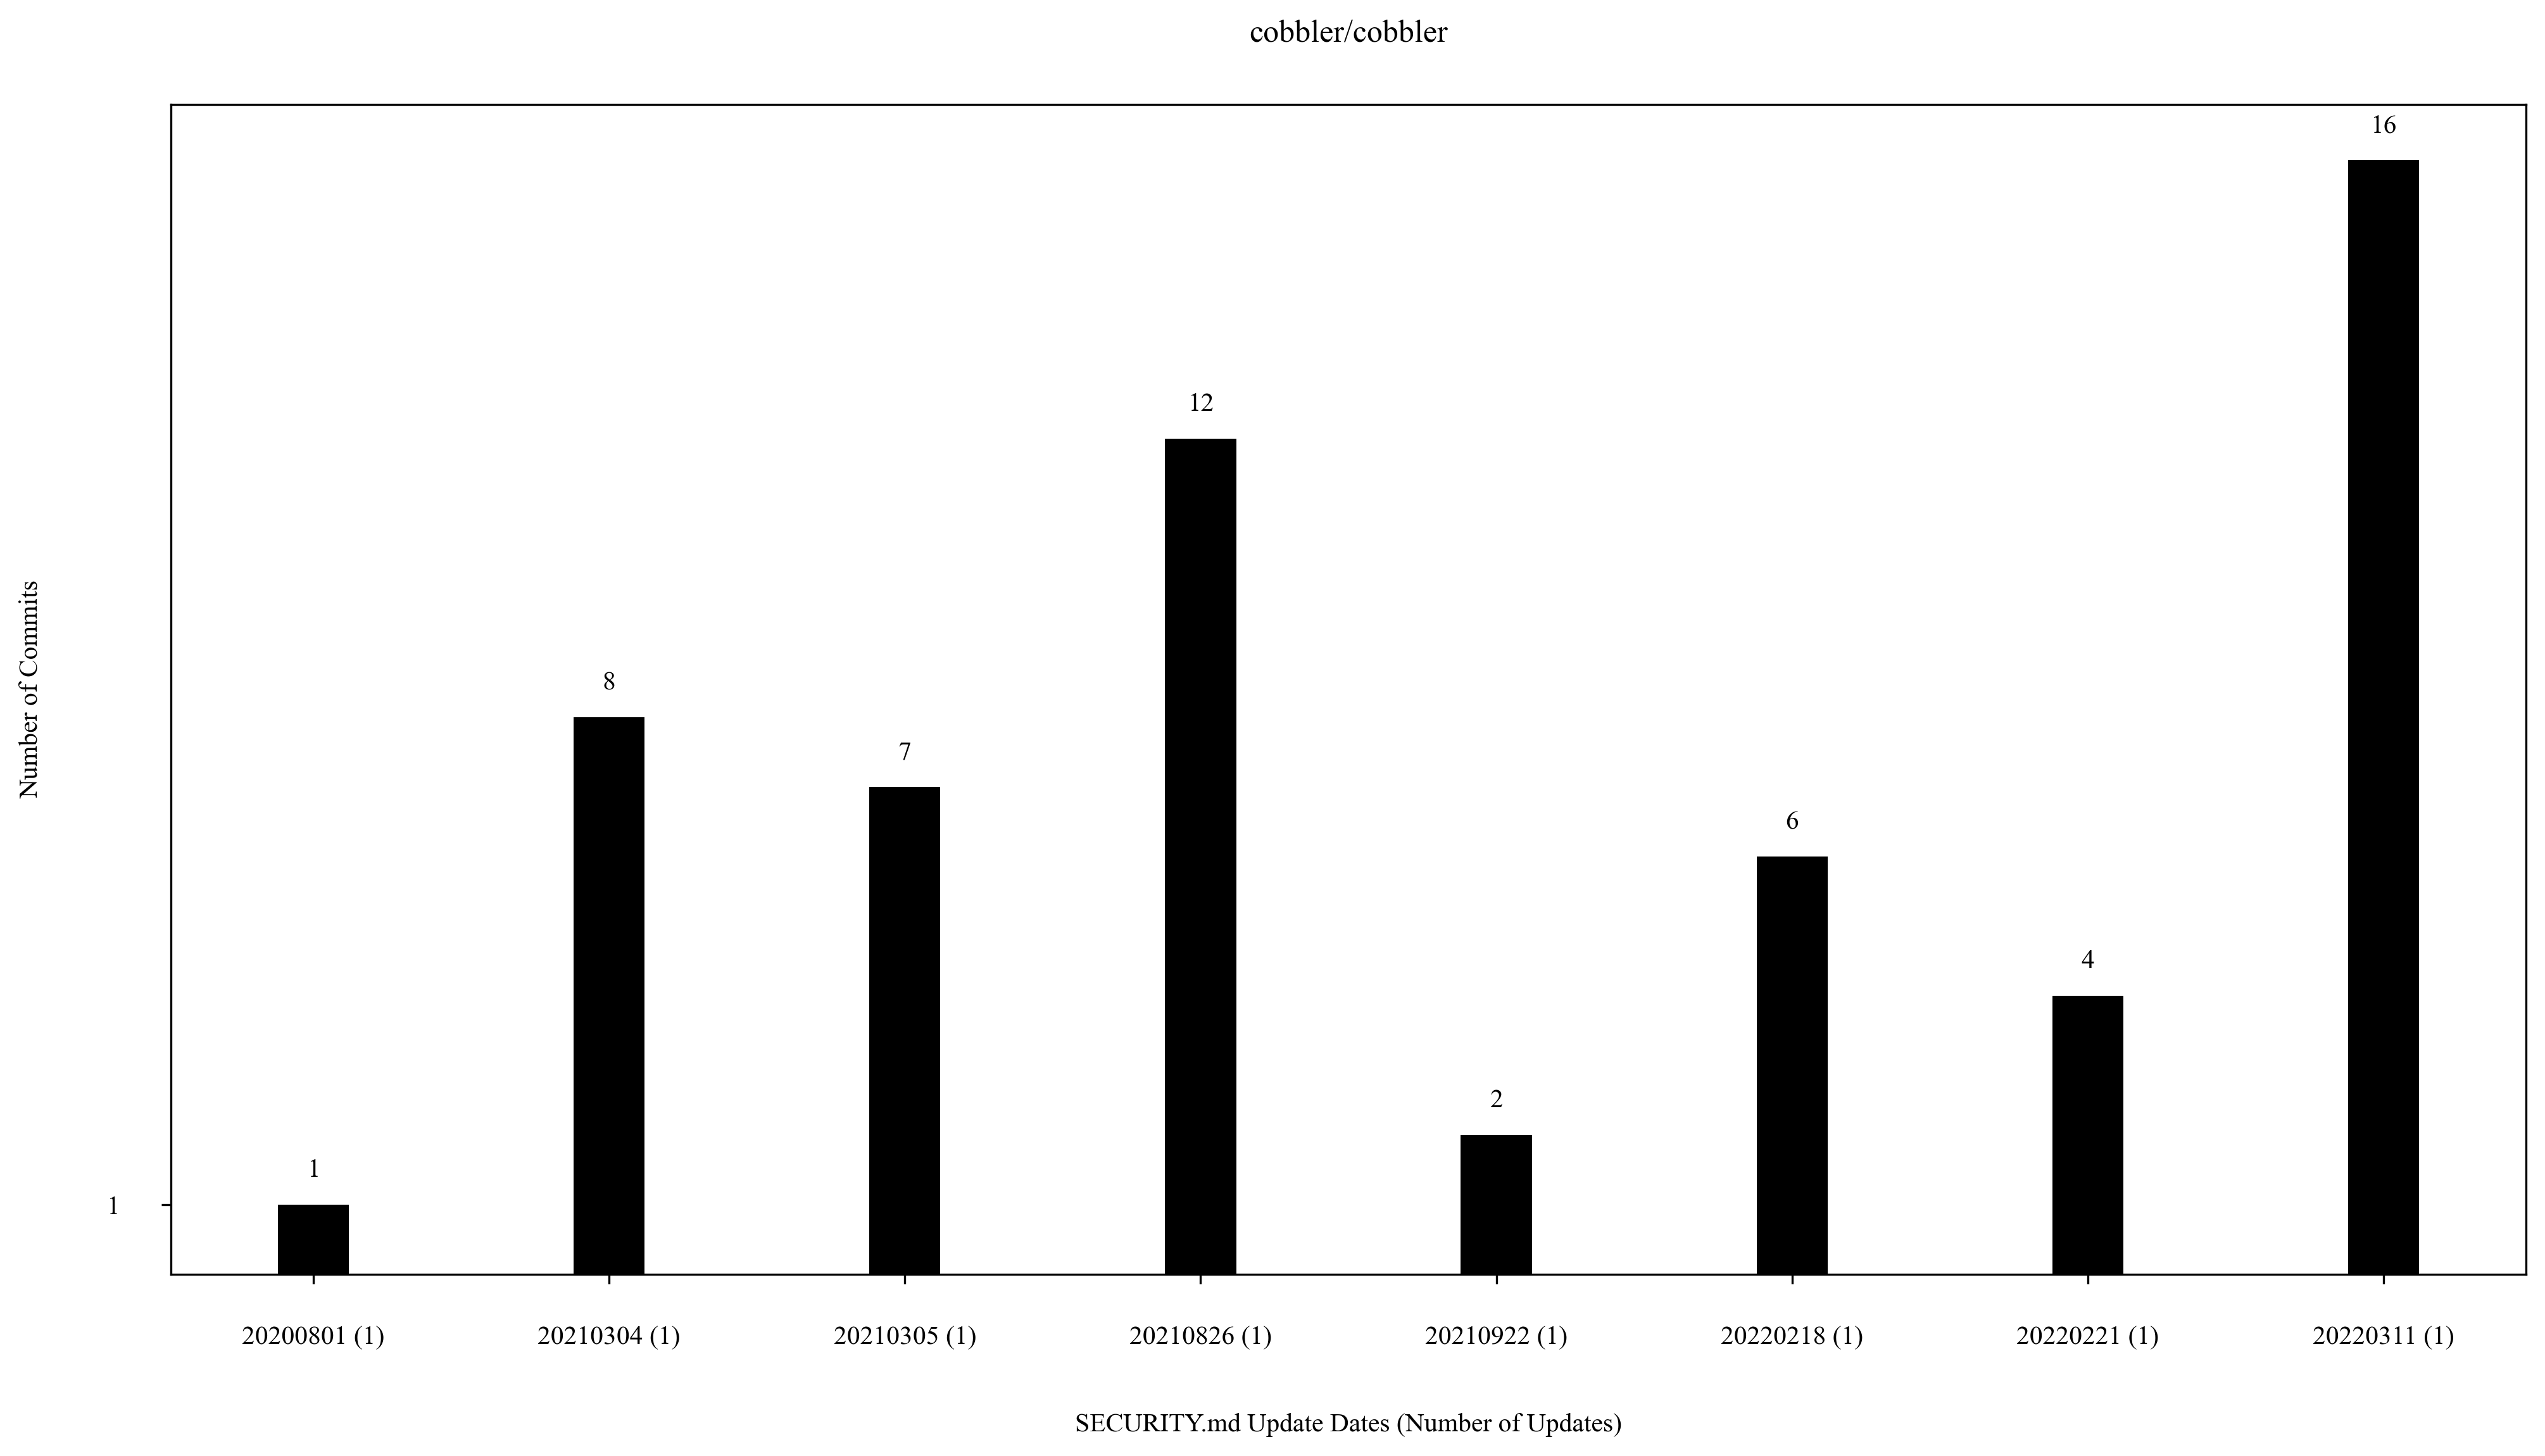 cobbler/cobbler
16
12
8
7
6
4
2
1
1
Number of Commits
20200801 (1) 20210304 (1) 20210305 (1) 20210826 (1) 20210922 (1) 20220218 (1) 20220221 (1) 20220311 (1)
SECURITY.md Update Dates (Number of Updates)